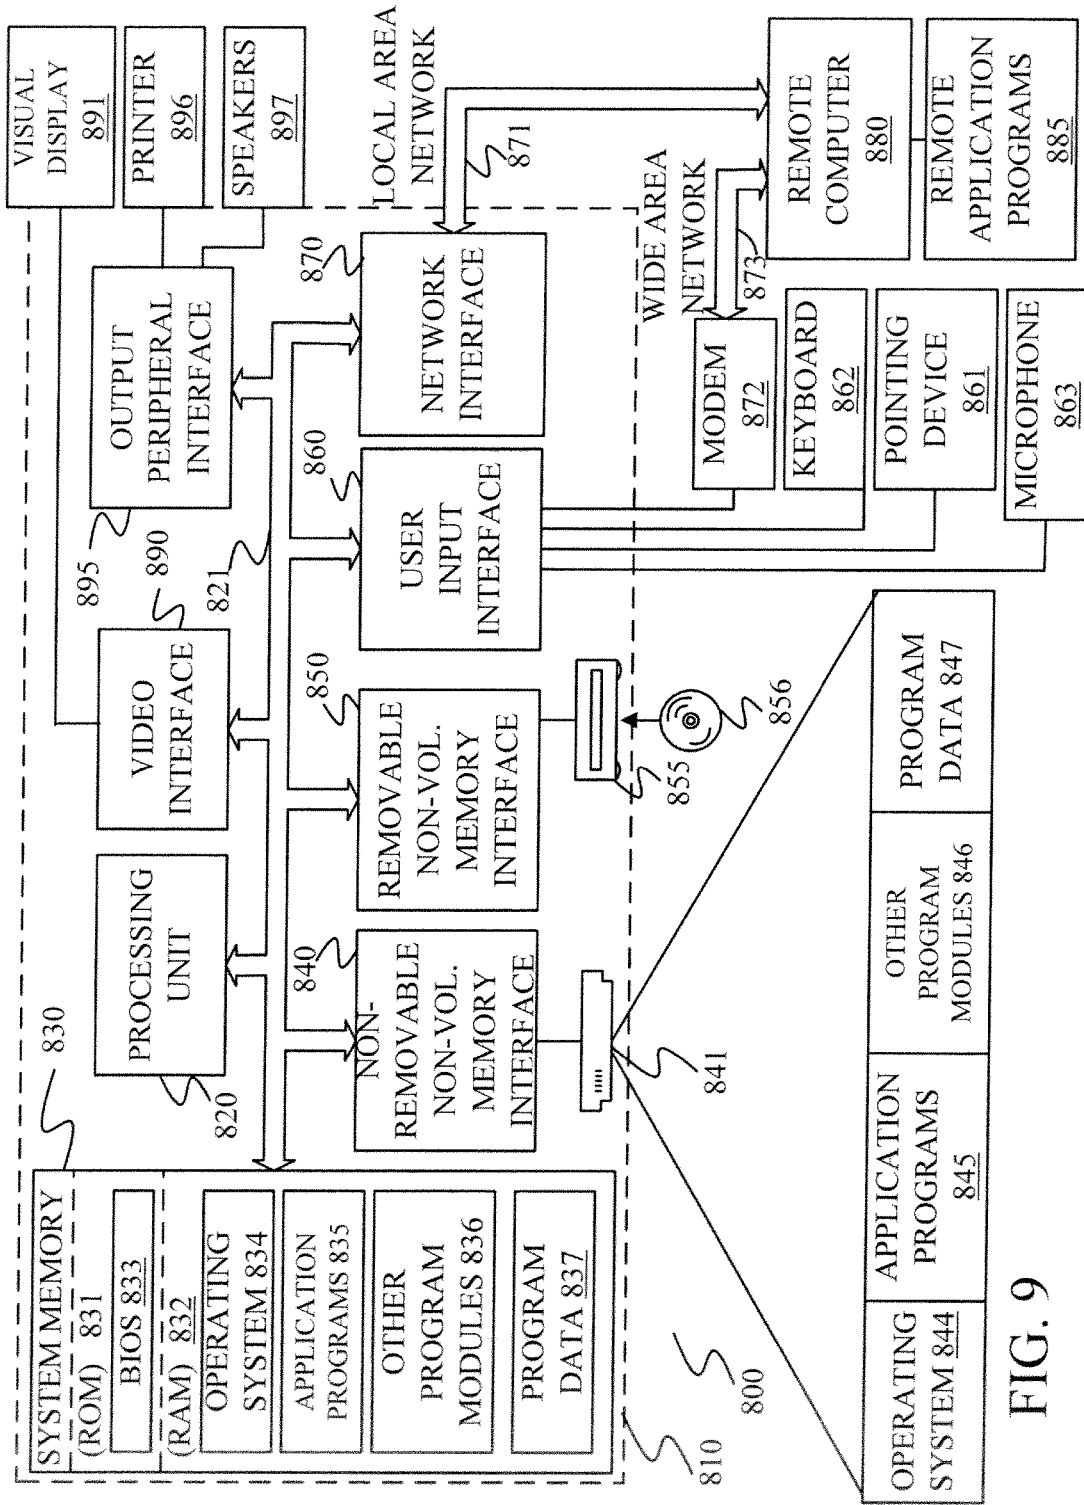 SYSTEM MEMORY
(ROM) 831
BIOS 833
(RAM) 832
OPERATING
SYSTEM 834
APPLICATION
PROGRAMS 835
OTHER
PROGRAM
MODULES 836
PROGRAM
DATA 837
830
PROCESSING
UNIT
820
VIDEO
INTERFACE
890
OUTPUT
PERIPHERAL
INTERFACE
895
821
VISUAL
DISPLAY
891
PRINTER
896
SPEAKERS
897
NON-
REMOVABLE
NON-VOL.
MEMORY
INTERFACE
840
REMOVABLE
NON-VOL.
MEMORY
INTERFACE
850
USER
INPUT
INTERFACE
860
NETWORK
INTERFACE
870
LOCAL AREA
NETWORK
871
841
855
856
WIDE AREA
NETWORK
873
MODEM
872
KEYBOARD
862
POINTING
DEVICE
861
MICROPHONE
863
REMOTE
COMPUTER
880
REMOTE
APPLICATION
PROGRAMS
885
810
800
OPERATING
SYSTEM 844
APPLICATION
PROGRAMS
845
OTHER
PROGRAM
MODULES 846
PROGRAM
DATA 847
FIG. 9